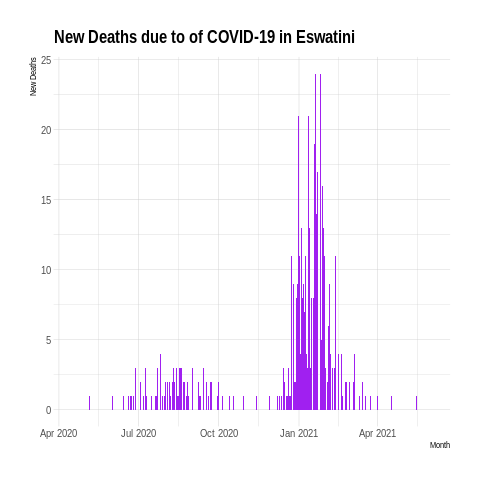 New Deaths due to of COVID-19 in Eswatini
New Deaths
25
20
15
10
5
0
Apr 2020 Jul 2020 Oct 2020 Jan 2021 Apr 2021
Month